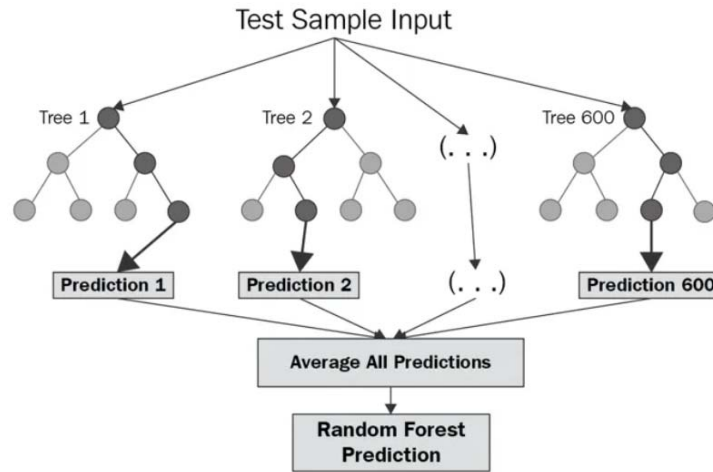 Test Sample Input
Tree 1
Tree 2
(. . .)
Tree 600
Prediction 1
Prediction 2
(. . .)
Prediction 600
Average All Predictions
Random Forest
Prediction